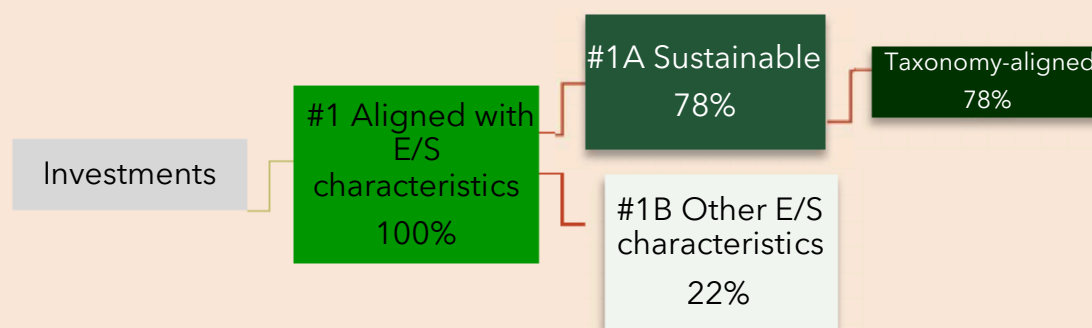 Investments
#1 Aligned with
E/S
characteristics
100%
#1A Sustainable
78%
Taxonomy-aligned
78%
#1B Other E/S
characteristics
22%